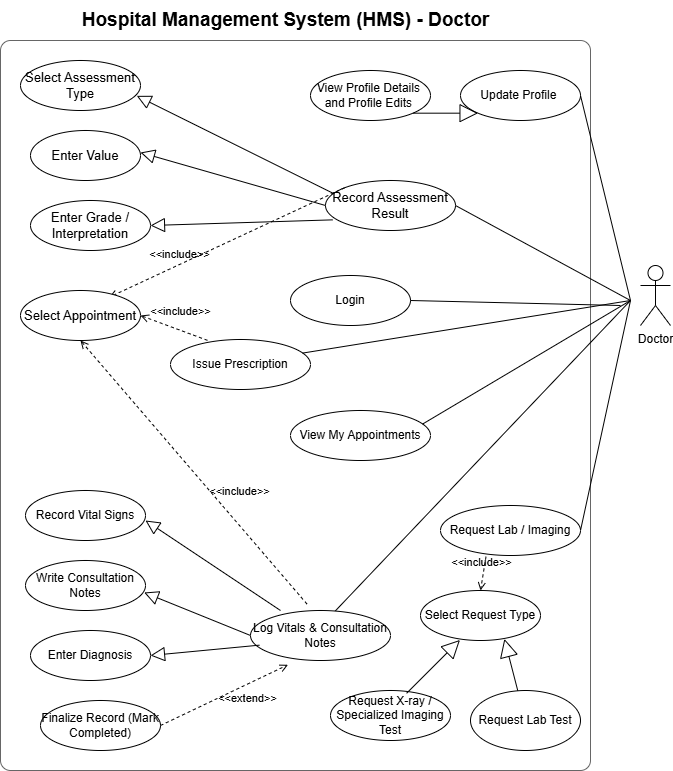 Hospital Management System (HMS) - Doctor
Select Assessment
Type
View Profile Details
and Profile Edits
Update Profile
Enter Value
Record Assessment
Result
Enter Grade /
Interpretation
<<include>>
Select Appointment
<<include>>
Login
Doctor
Issue Prescription
View My Appointments
<<include>>
Record Vital Signs
Request Lab / Imaging
<<include>>
Write Consultation
Notes
Select Request Type
Log Vitals & Consultation
Notes
Enter Diagnosis
<<extend>>
Finalize Record (Mark
Completed)
Request X-ray /
Specialized Imaging
Test
Request Lab Test